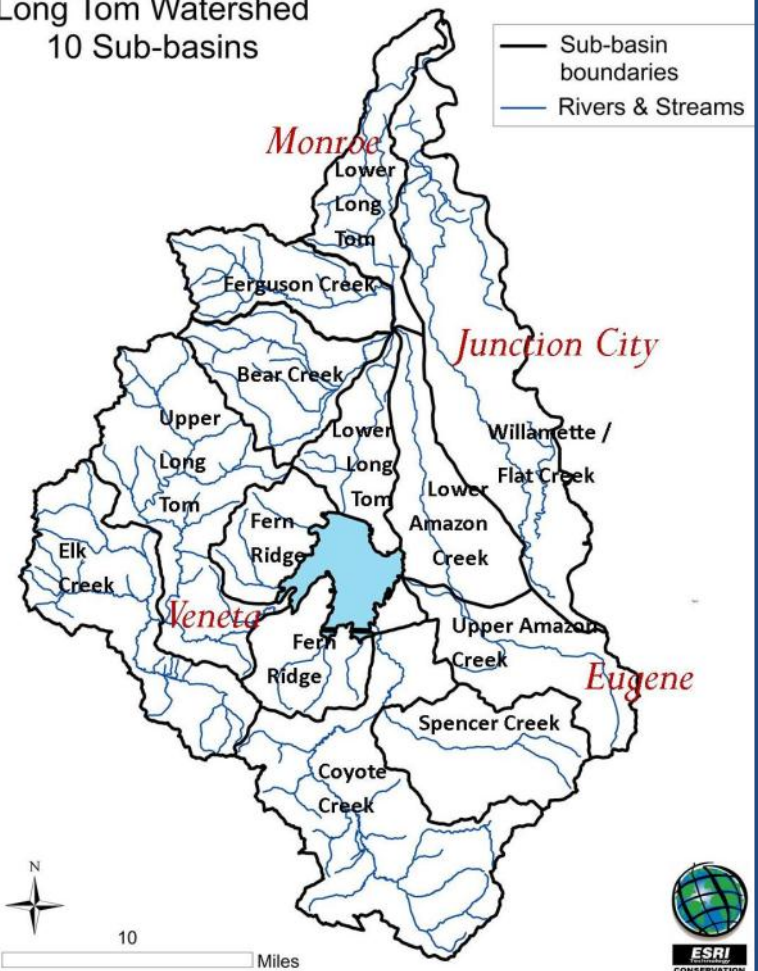 Long Tom Watershed
10 Sub-basins
Sub-basin
boundaries
Rivers & Streams
Monroe
Lower
Long
Tom
Ferguson Creek
Junction City
Bear Creek
Upper
Long
Tom
Lower
Long
Tom
Willamette /
Flat Creek
Lower
Amazon
Creek
Fern
Ridge
Elk
Creek
Veneta
Fern
Ridge
Upper Amazon
Creek
Eugene
Spencer Creek
Coyote
Creek
N
10
Miles
ESRI
Technology
CONSERVATION